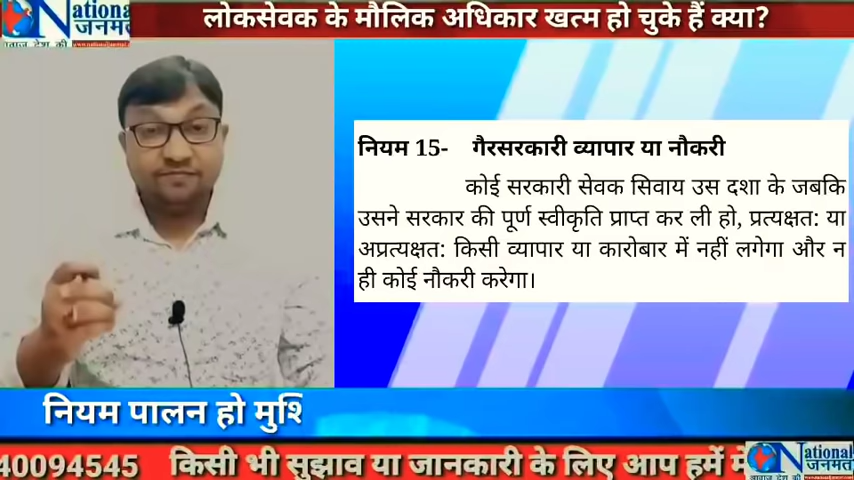 National
जनमत
लोकसेवक के मौलिक अधिकार खत्म हो चुके हैं क्या?
नियम 15- गैरसरकारी व्यापार या नौकरी
कोई सरकारी सेवक सिवाय उस दशा के जबकि
उसने सरकार की पूर्ण स्वीकृति प्राप्त कर ली हो, प्रत्यक्षत: या
अप्रत्यक्षत: किसी व्यापार या कारोबार में नहीं लगेगा और न
ही कोई नौकरी करेगा।
नियम पालन हो मुश्
40094545 किसी भी सुझाव या जानकारी के लिए आप हमें मे
National
जनमत